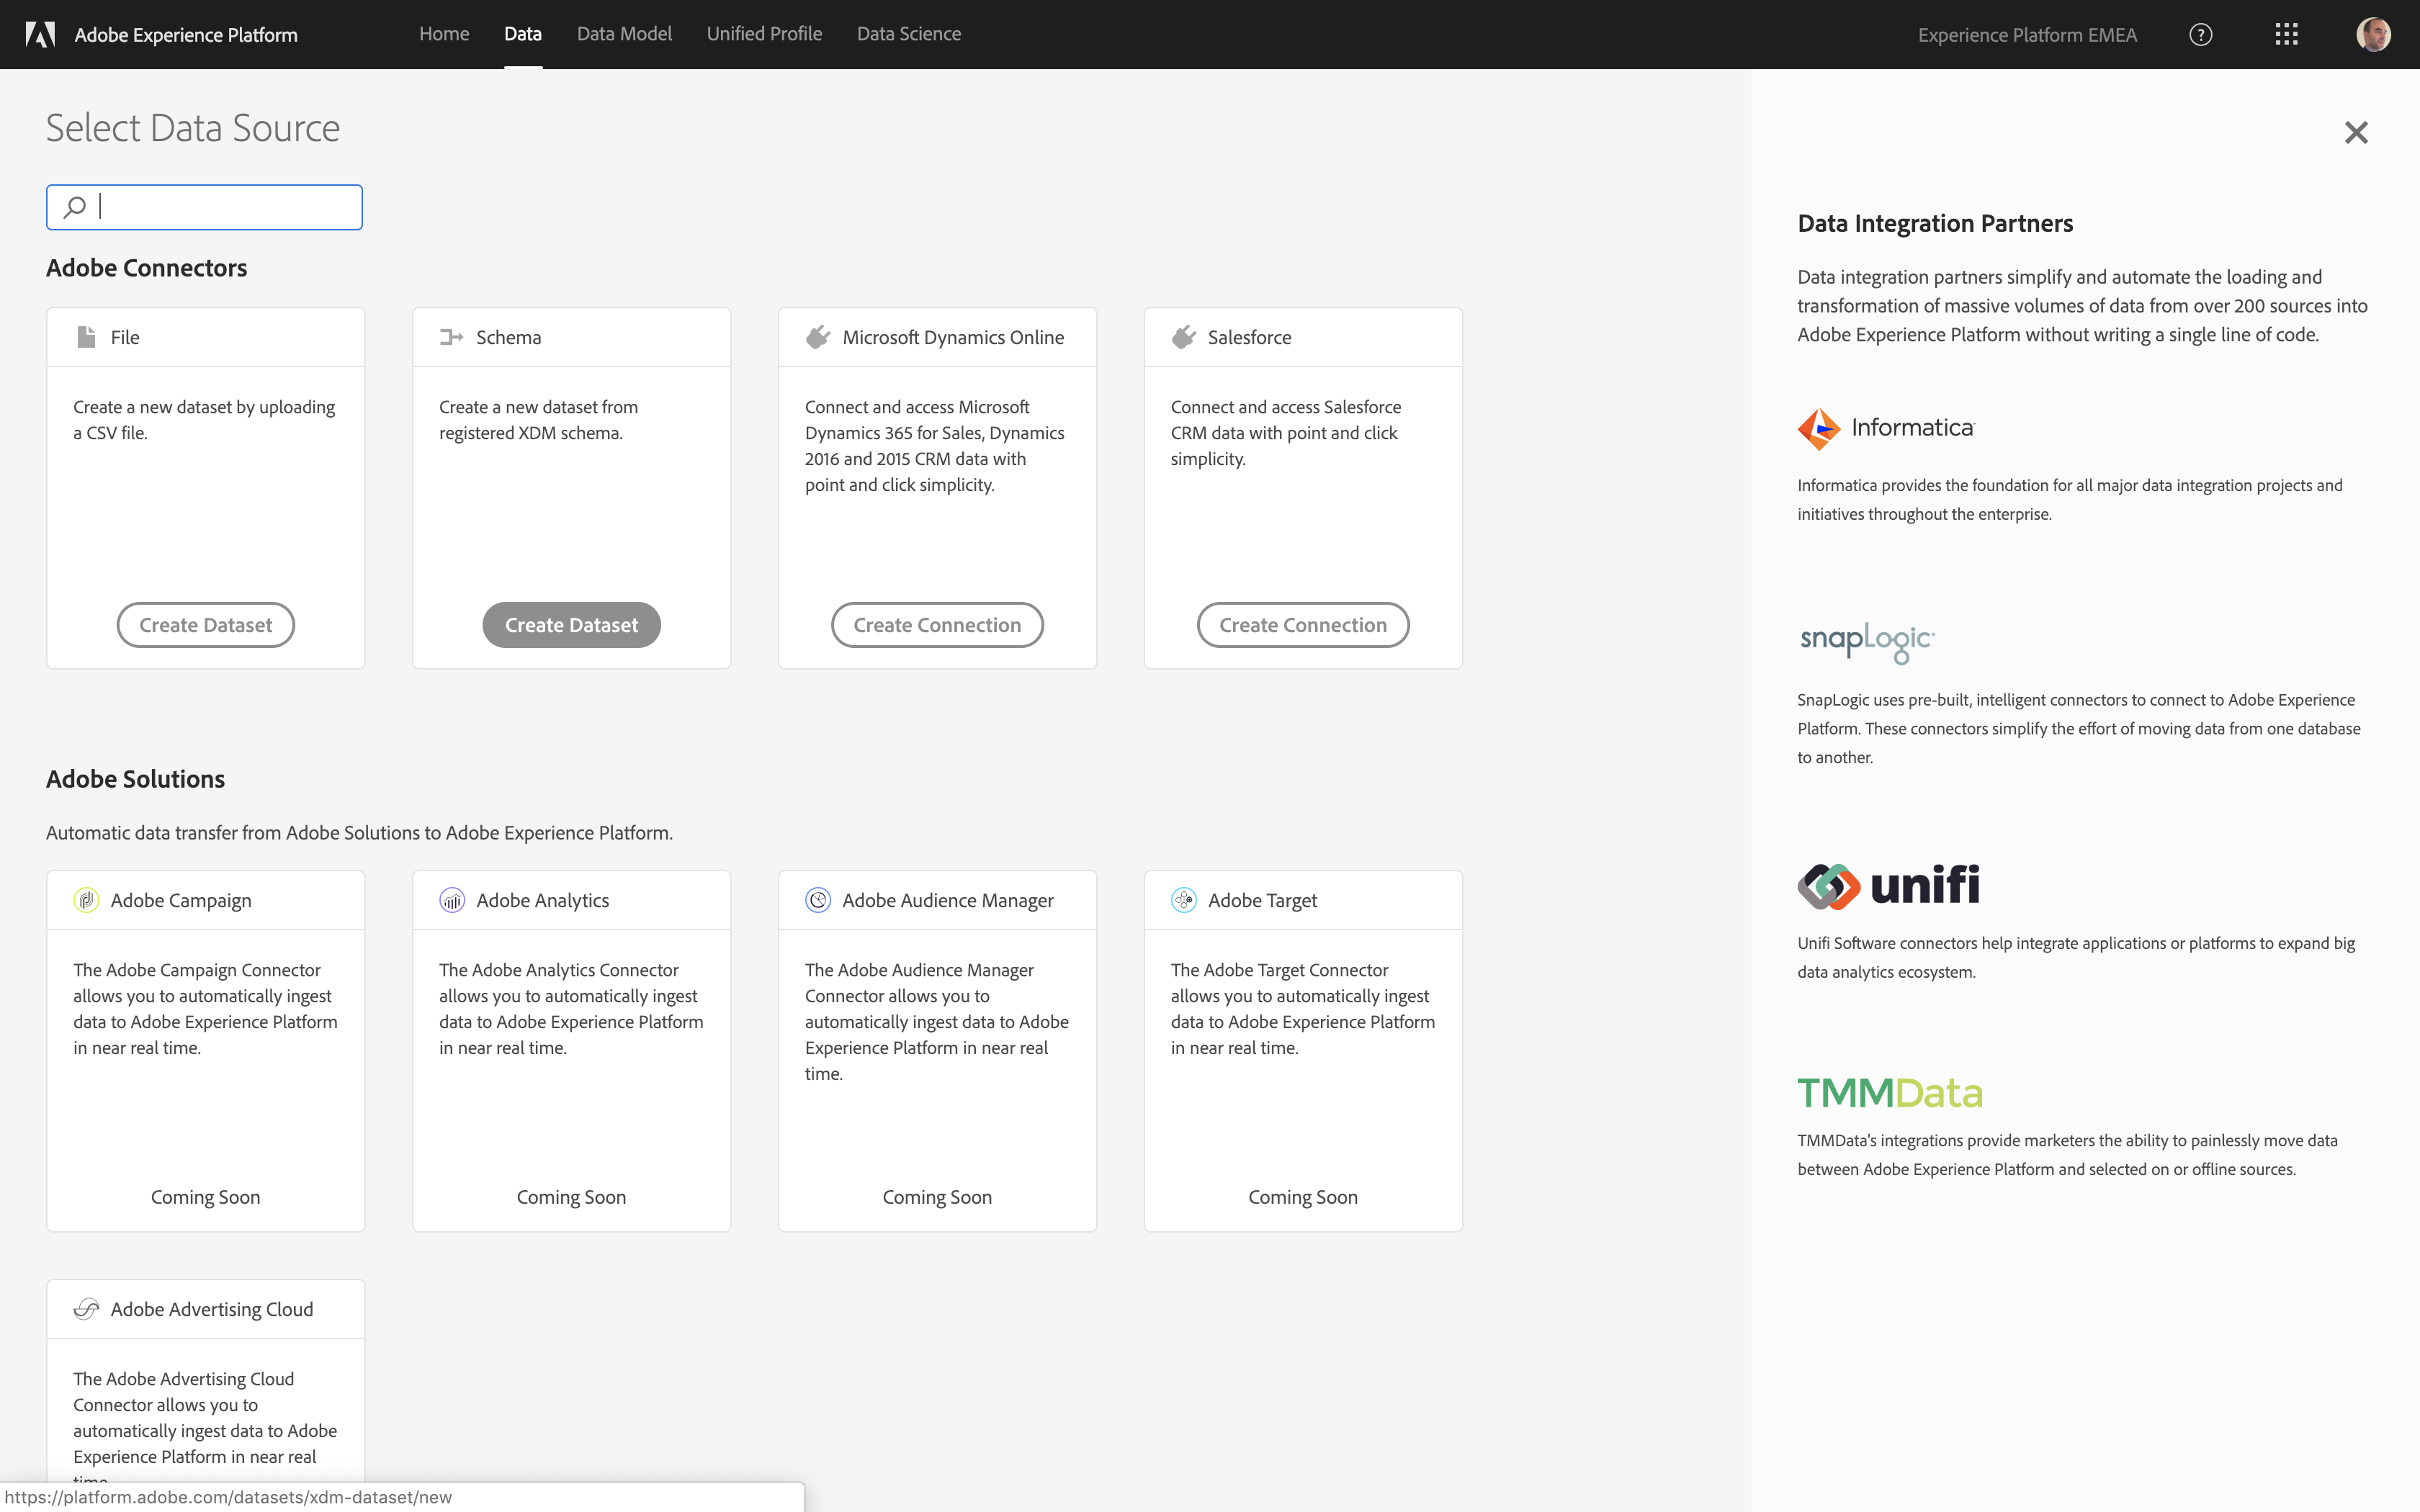 Adobe Experience Platform
Home
Data
Data Model
Unified Profile
Data Science
Experience Platform EMEA
?
Select Data Source
Adobe Connectors
File
Create a new dataset by uploading
a CSV file.
Create Dataset
Schema
Create a new dataset from
registered XDM schema.
Create Dataset
Microsoft Dynamics Online
Connect and access Microsoft
Dynamics 365 for Sales, Dynamics
2016 and 2015 CRM data with
point and click simplicity.
Create Connection
Salesforce
Connect and access Salesforce
CRM data with point and click
simplicity.
Create Connection
Adobe Solutions
Automatic data transfer from Adobe Solutions to Adobe Experience Platform.
Adobe Campaign
The Adobe Campaign Connector
allows you to automatically ingest
data to Adobe Experience Platform
in near real time.
Coming Soon
Adobe Analytics
The Adobe Analytics Connector
allows you to automatically ingest
data to Adobe Experience Platform
in near real time.
Coming Soon
Adobe Audience Manager
The Adobe Audience Manager
Connector allows you to
automatically ingest data to Adobe
Experience Platform in near real
time.
Coming Soon
Adobe Target
The Adobe Target Connector
allows you to automatically ingest
data to Adobe Experience Platform
in near real time.
Coming Soon
Adobe Advertising Cloud
The Adobe Advertising Cloud
Connector allows you to
automatically ingest data to Adobe
Experience Platform in near real
time.
https://platform.adobe.com/datasets/xdm-dataset/new
Data Integration Partners
Data integration partners simplify and automate the loading and
transformation of massive volumes of data from over 200 sources into
Adobe Experience Platform without writing a single line of code.
Informatica
Informatica provides the foundation for all major data integration projects and
initiatives throughout the enterprise.
snapLogic
SnapLogic uses pre-built, intelligent connectors to connect to Adobe Experience
Platform. These connectors simplify the effort of moving data from one database
to another.
unifi
Unifi Software connectors help integrate applications or platforms to expand big
data analytics ecosystem.
TMMData
TMMData's integrations provide marketers the ability to painlessly move data
between Adobe Experience Platform and selected on or offline sources.